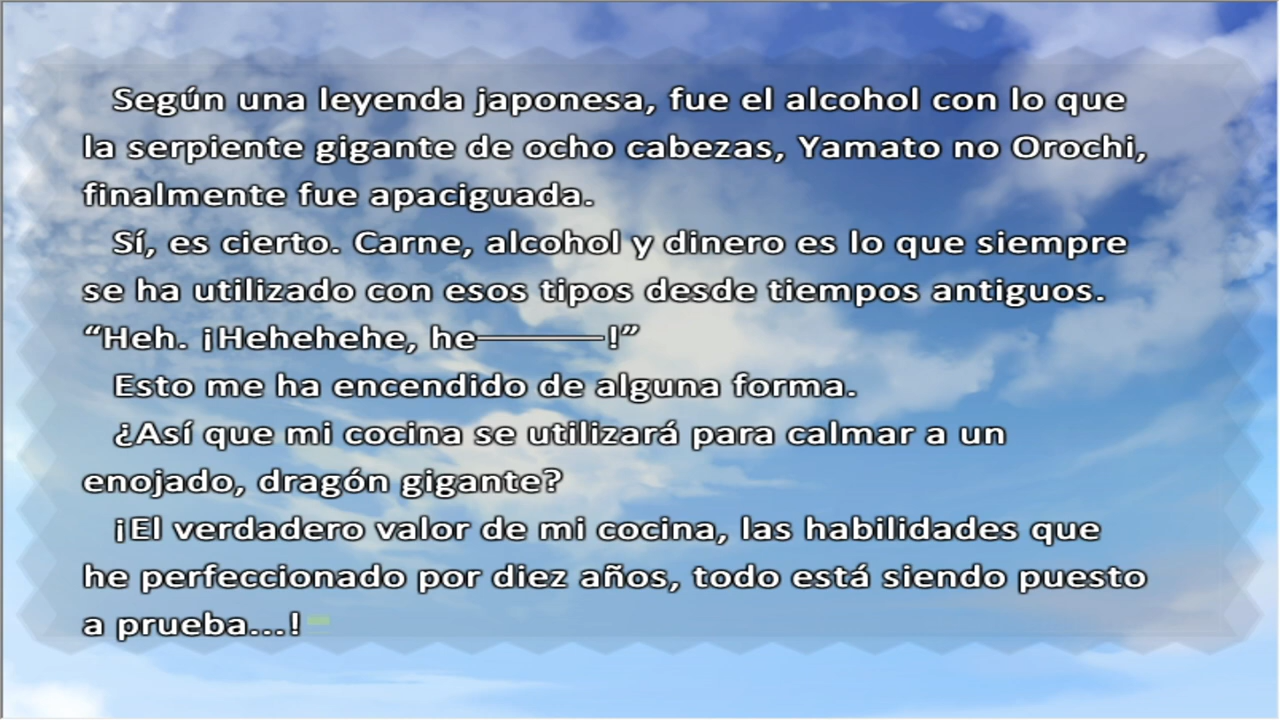 Según una leyenda japonesa, fue el alcohol con lo que
la serpiente gigante de ocho cabezas, Yamato no Orochi,
finalmente fue apaciguada.
Sí, es cierto. Carne, alcohol y dinero es lo que siempre
se ha utilizado con esos tipos desde tiempos antiguos.
“Heh. ¡Hehehehe, he————!”
Esto me ha encendido de alguna forma.
¿Así que mi cocina se utilizará para calmar a un
enojado, dragón gigante?
¡El verdadero valor de mi cocina, las habilidades que
he perfeccionado por diez años, todo está siendo puesto
a prueba...!